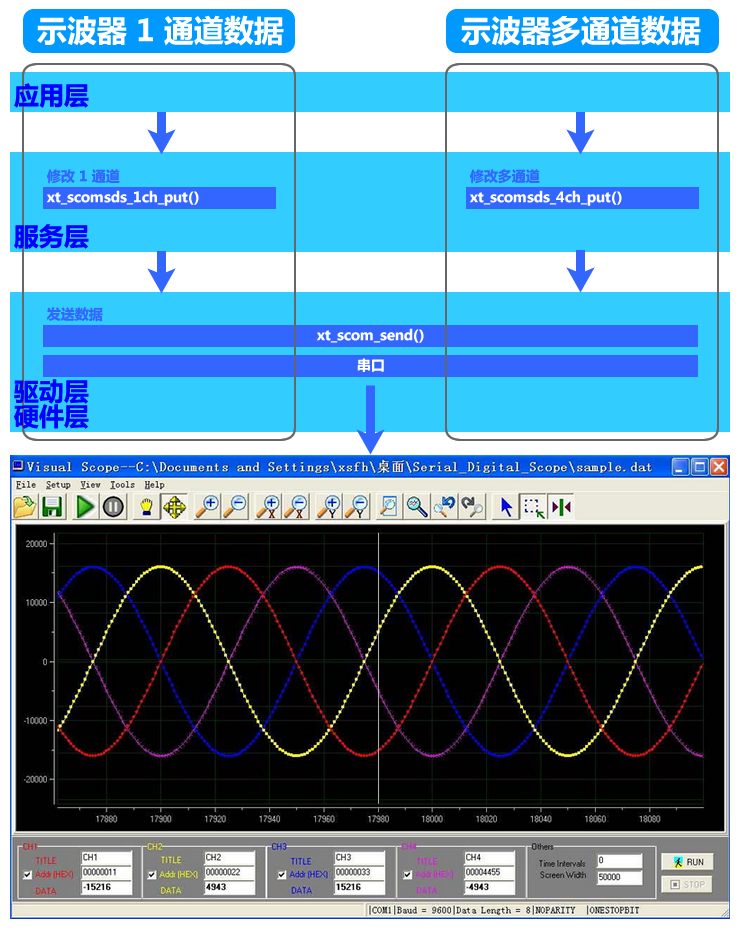 示波器 1 通道数据
示波器多通道数据
应用层
修改 1 通道
修改多通道
xt_scomsds_1ch_put()
xt_scomsds_4ch_put()
服务层
发送数据
xt_scom_send()
串口
驱动层
硬件层
Visual Scope--C:\Documents and Settings\xsfh\桌面\Serial_Digital_Scope\sample.dat
File Setup View Tools Help
X X Y Y
20000
10000
0
-10000
-20000
17880 17900 17920 17940 17960 17980 18000 18020 18040 18060 18080
CH1 CH2 CH3 CH4 Others
TITLE CH1 TITLE CH2 TITLE CH3 TITLE CH4 Time Intervals 0 RUN
Addr(HEX) 00000011 Addr(HEX) 00000022 Addr(HEX) 00000033 Addr(HEX) 00004455 Screen Width 50000
DATA -15216 DATA 4943 DATA 15216 DATA -4943 STOP
COM1|Baud = 9600|Data Length = 8|NOPARITY |ONESTOPBIT